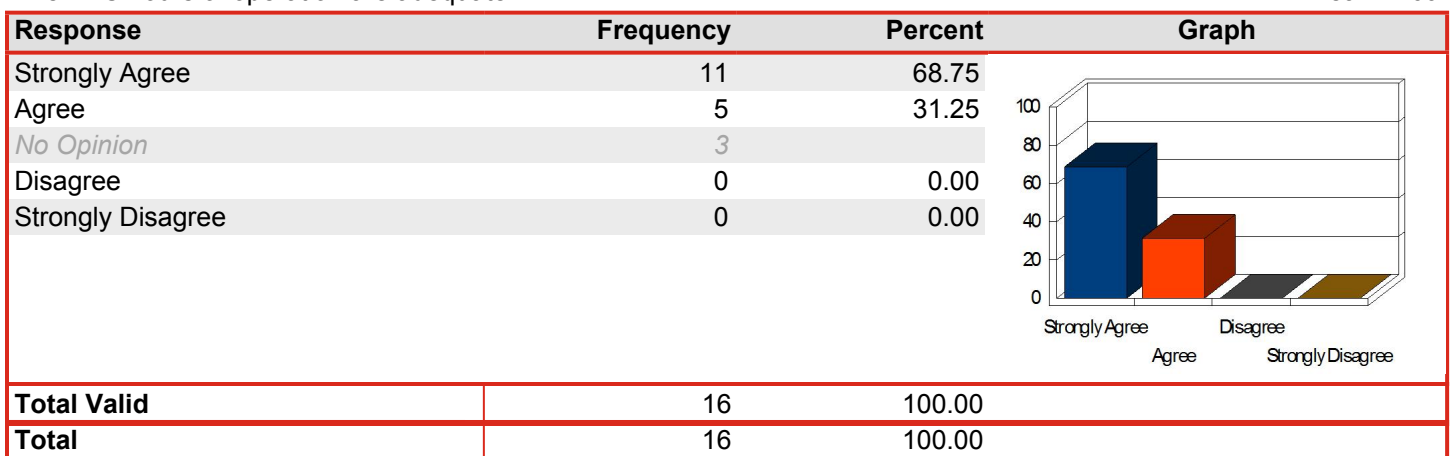 Response Frequency Percent Graph
Strongly Agree 11 68.75
Agree 5 31.25
No Opinion 3
Disagree 0 0.00
Strongly Disagree 0 0.00
100
80
60
40
20
0
Strongly Agree Disagree
Agree Strongly Disagree
Total Valid 16 100.00
Total 16 100.00